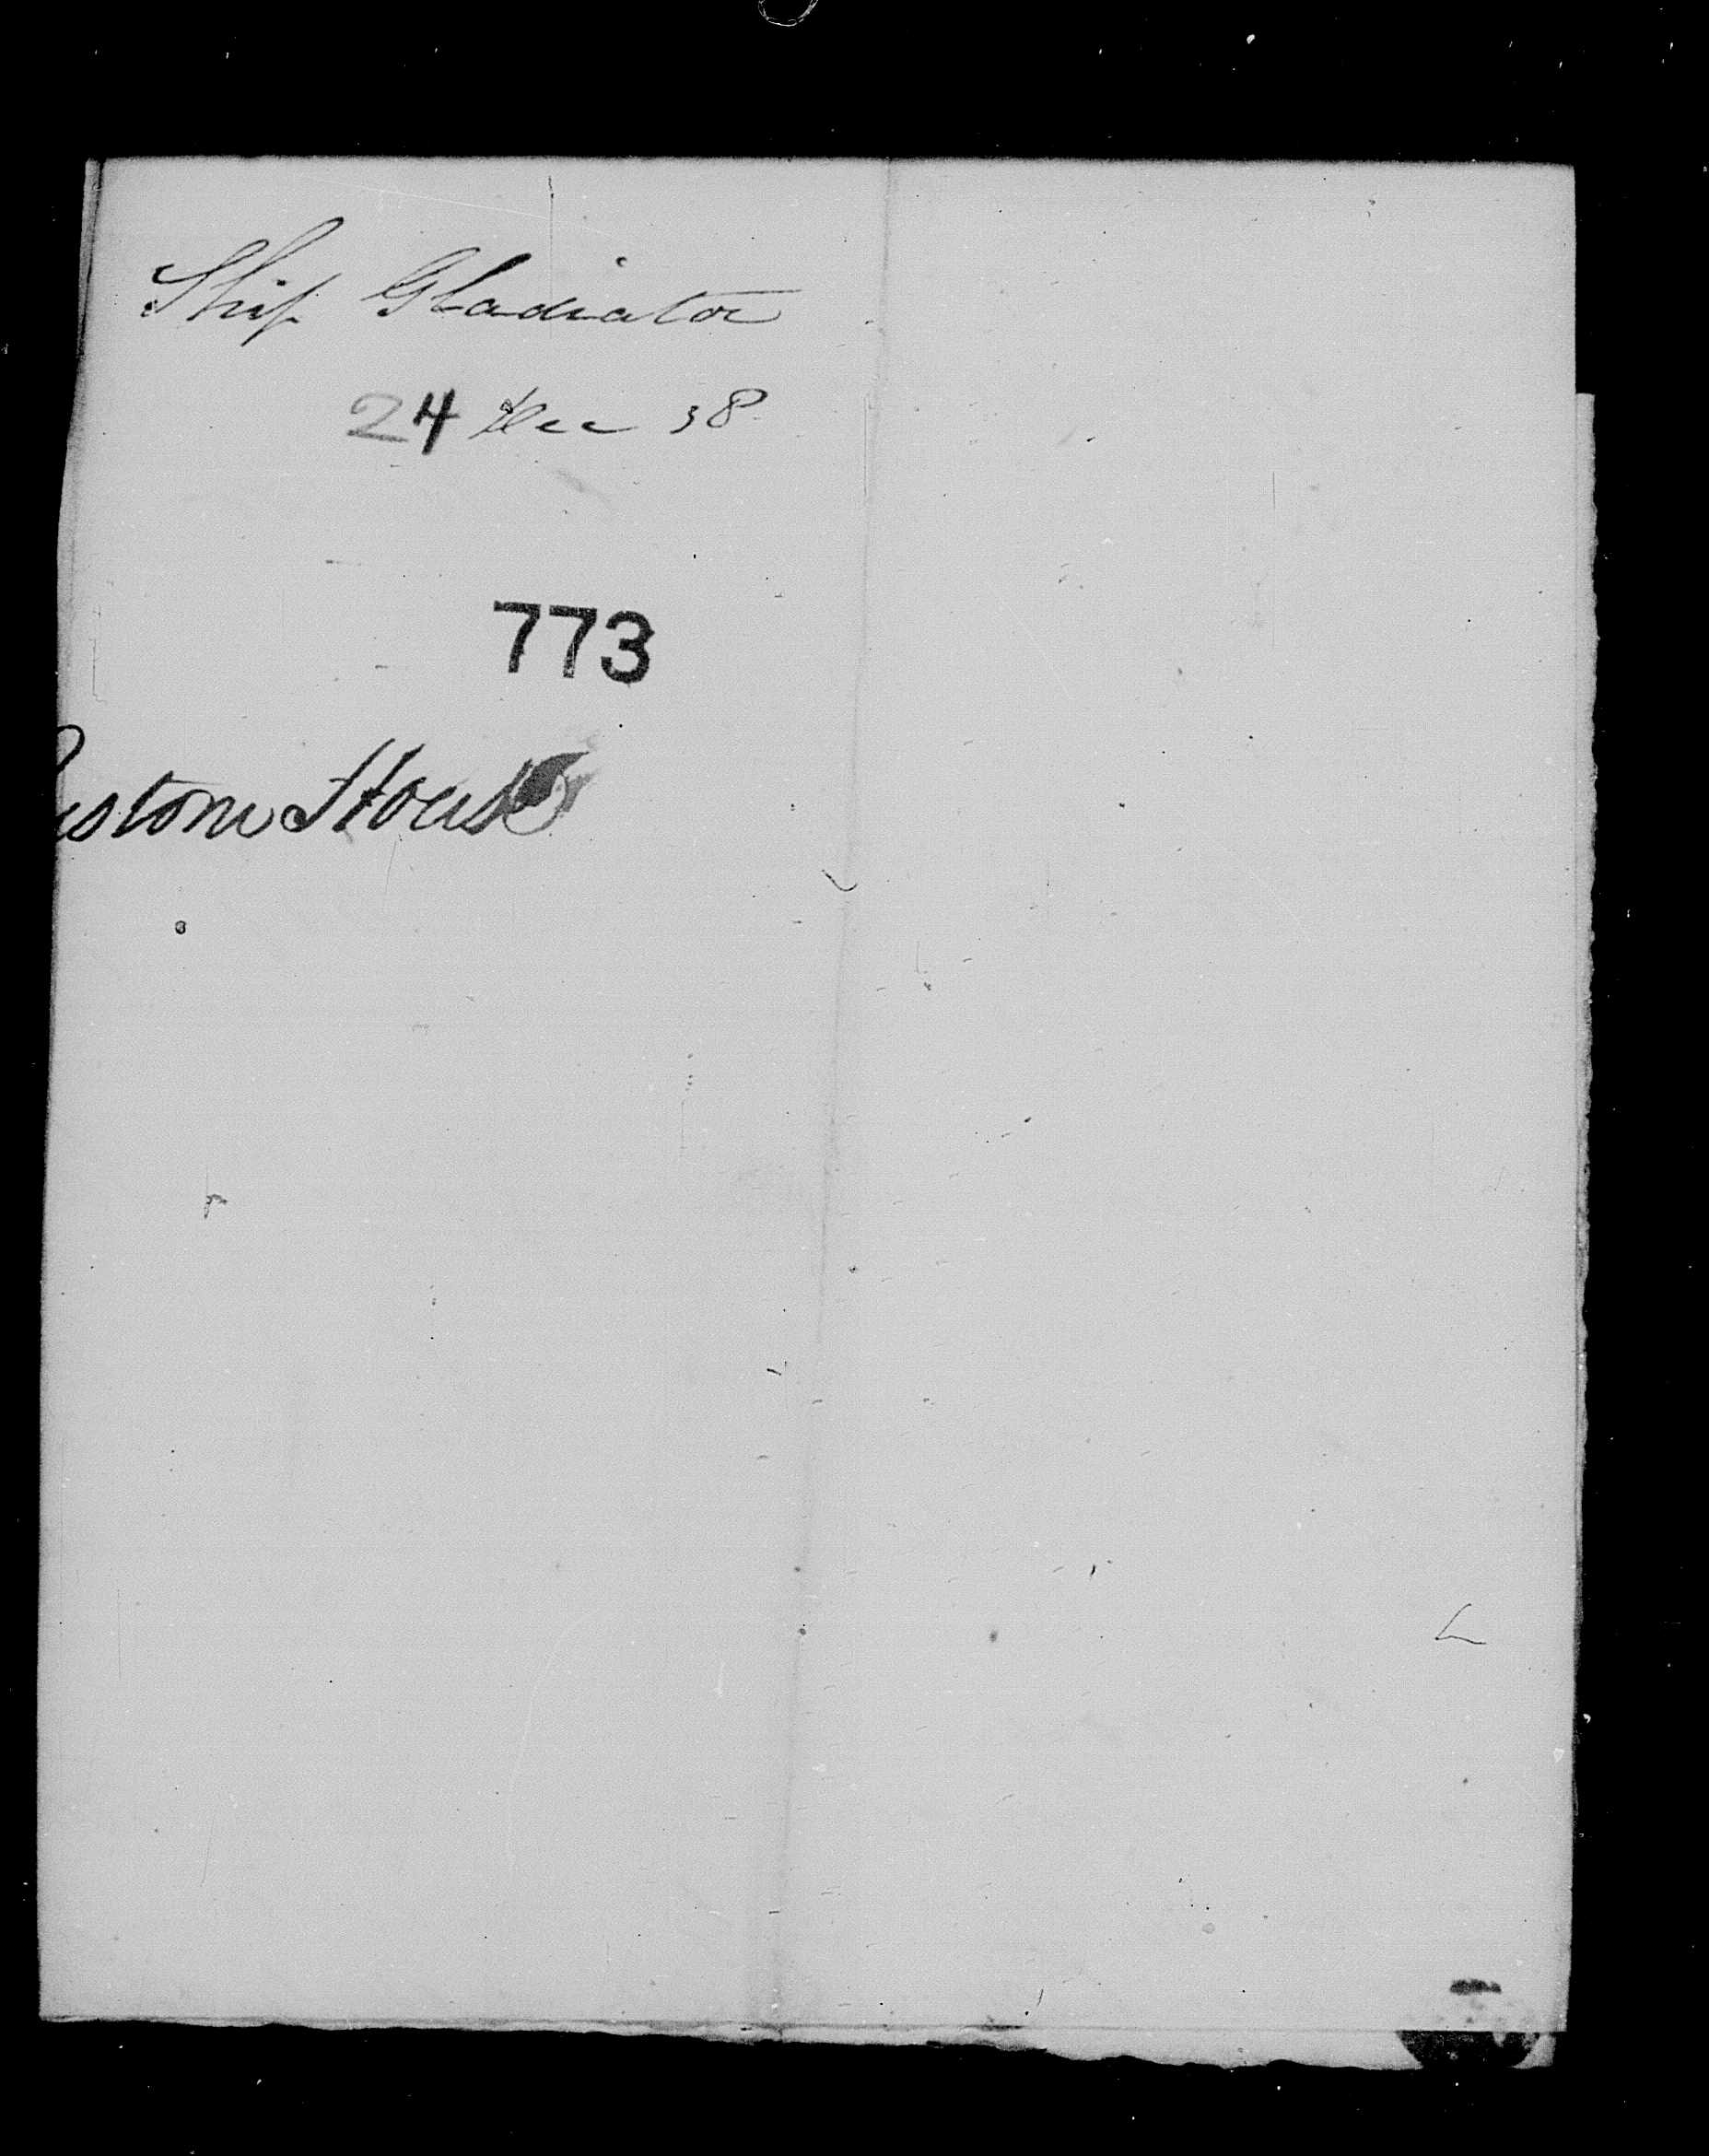 Ship Gladiator
24 Dec 38
773
Custom House